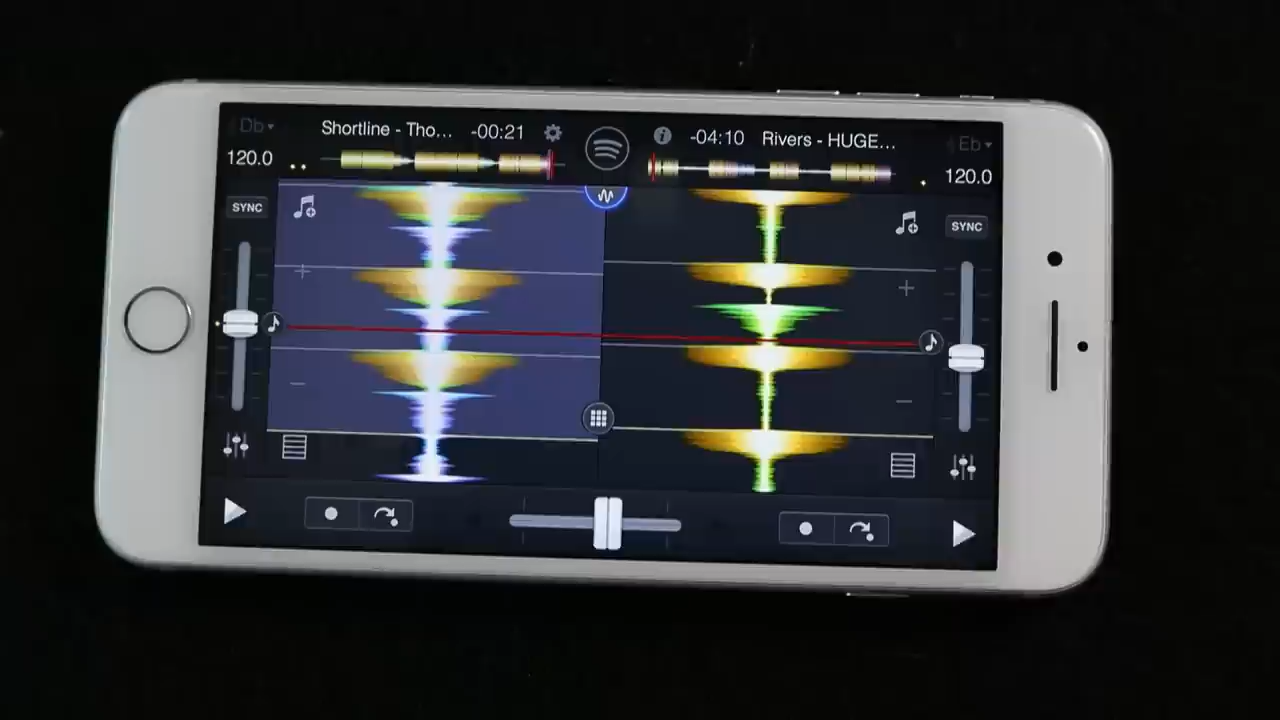 Db Shortline - Tho... -00:21 -04:10 Rivers - HUGE... Eb
120.0 120.0
SYNC SYNC